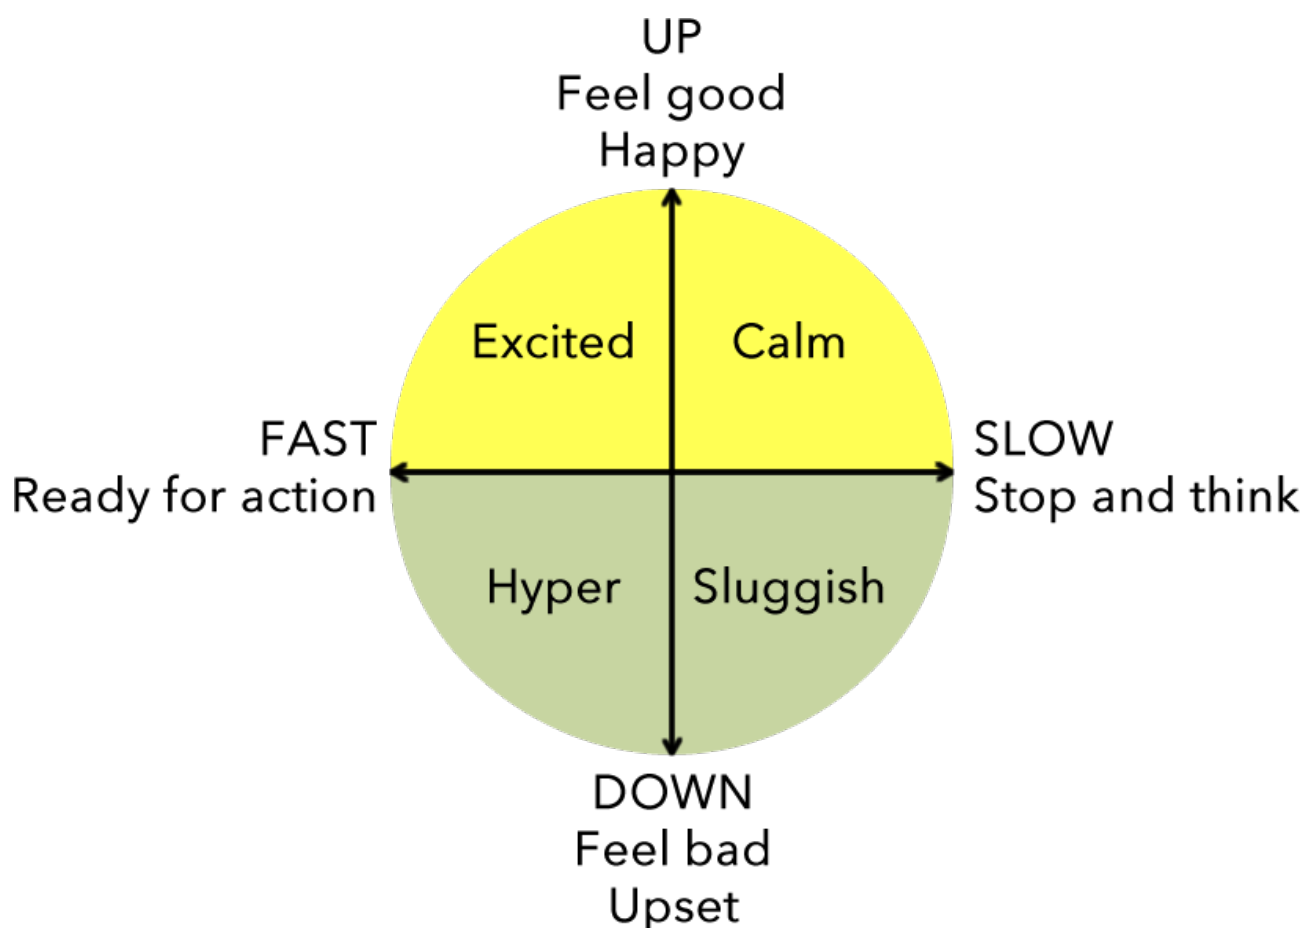 UP
Feel good
Happy
Excited
Calm
FAST
Ready for action
SLOW
Stop and think
Hyper
Sluggish
DOWN
Feel bad
Upset